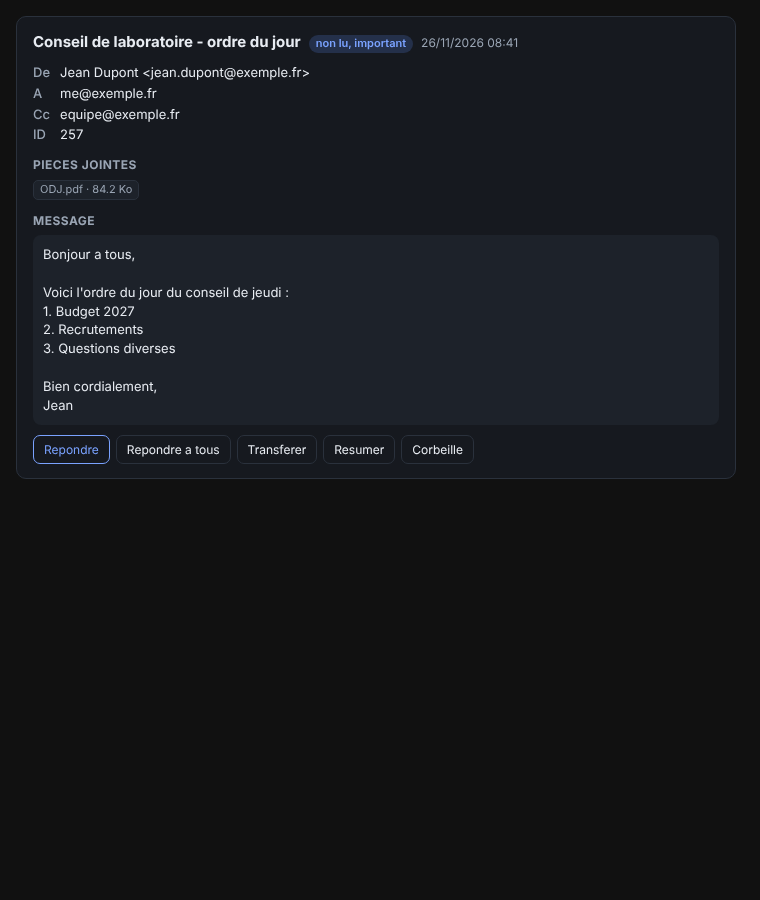 Conseil de laboratoire - ordre du jour non lu, important 26/11/2026 08:41
De Jean Dupont <jean.dupont@exemple.fr>
A me@exemple.fr
Cc equipe@exemple.fr
ID 257
PIECES JOINTES
ODJ.pdf · 84.2 Ko
MESSAGE
Bonjour a tous,
Voici l'ordre du jour du conseil de jeudi :
1. Budget 2027
2. Recrutements
3. Questions diverses
Bien cordialement,
Jean
Repondre Repondre a tous Transferer Resumer Corbeille